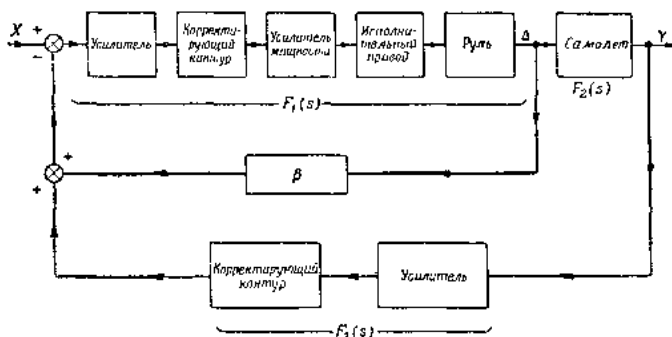 X
+
−
Усилитель
Корректи-
рующий
контур
Усилитель
мощности
Исполни-
тельный
привод
Руль
Δ
Самолет
Y
F₁(s)
F₂(s)
+
+
β
Корректирующий
контур
Усилитель
F₃(s)